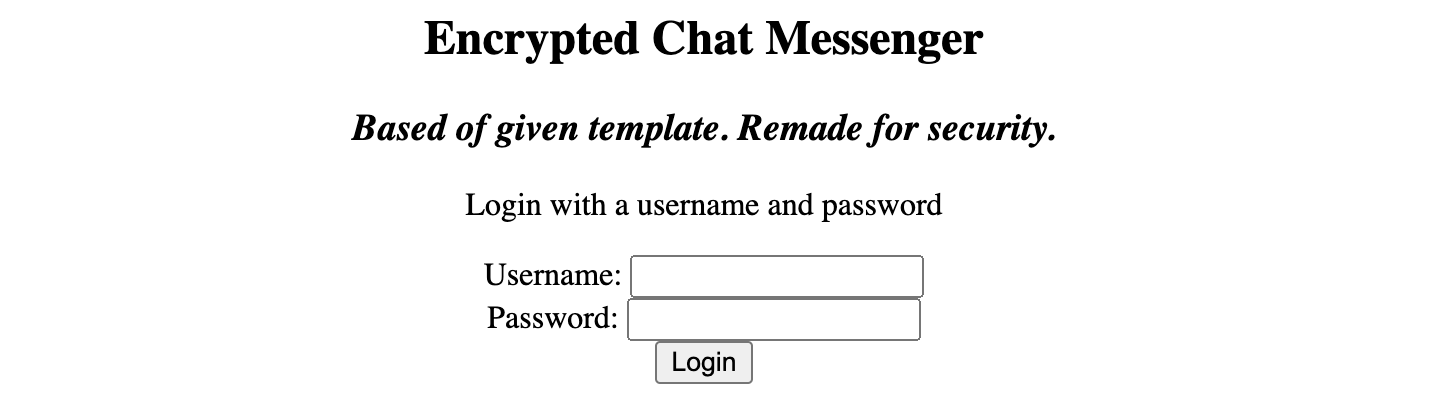 Encrypted Chat Messenger
Based of given template. Remade for security.
Login with a username and password
Username:
Password:
Login